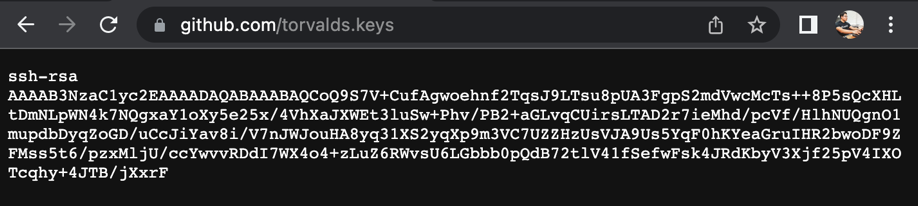 github.com/torvalds.keys
ssh-rsa
AAAAB3NzaC1yc2EAAAADAQABAAABAQCoQ9S7V+CufAgwoehnf2TqsJ9LTsu8pUA3FgpS2mdVwcMcTs++8P5sQcXHL
tDmNLpWN4k7NQgxaY1oXy5e25x/4VhXaJXWEt3luSw+Phv/PB2+aGLvqCUirsLTAD2r7ieMhd/pcVf/HlhNUQgnO1
mupdbDyqZoGD/uCcJiYav8i/V7nJWJouHA8yq31XS2yqXp9m3VC7UZZHzUsVJA9Us5YqF0hKYeaGruIHR2bwoDF9Z
FMss5t6/pzxMljU/ccYwvvRDdI7WX4o4+zLuZ6RWvsU6LGbbb0pQdB72tlV41fSefwFsk4JRdKbyV3Xjf25pV4IXO
Tcqhy+4JTB/jXxrF